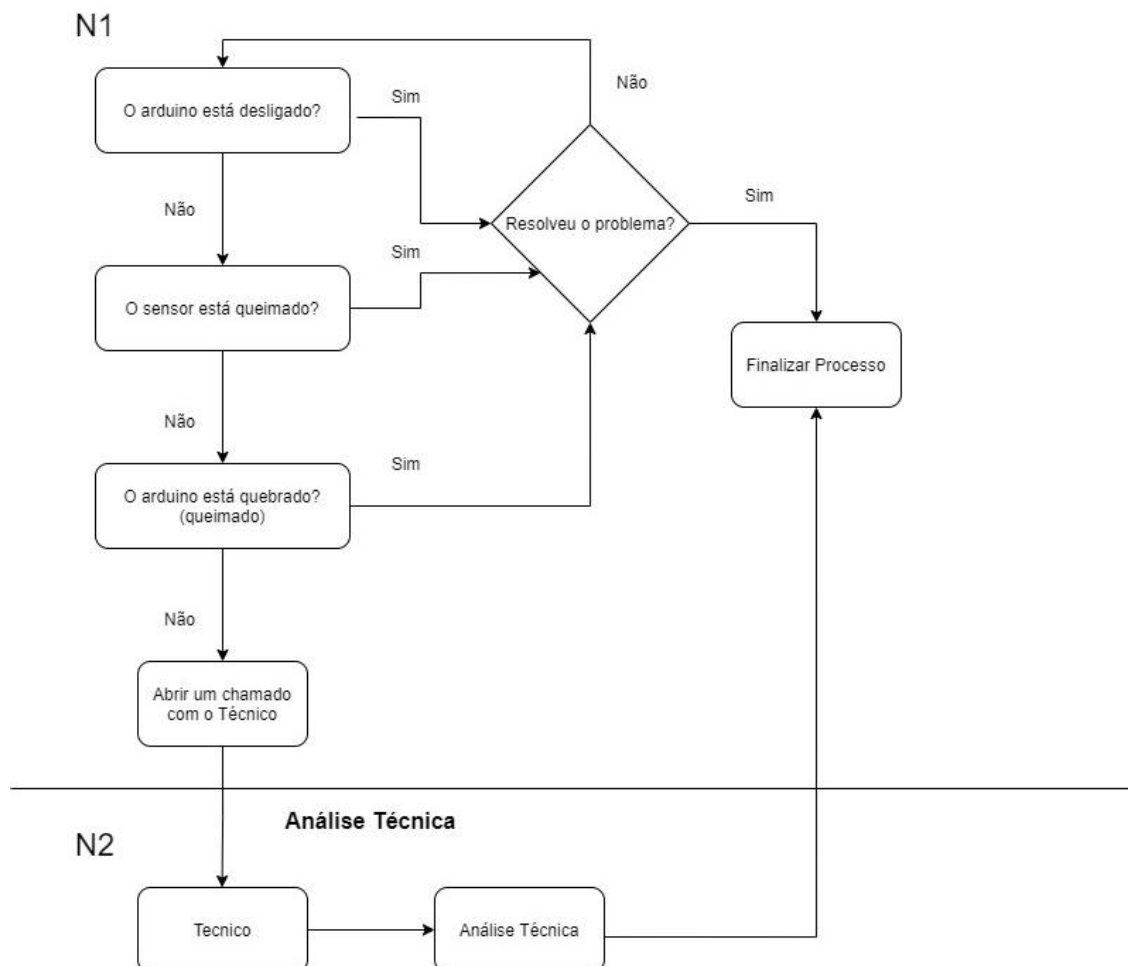 N1
Não
O arduino está desligado?
Sim
Não
Resolveu o problema?
Sim
Sim
O sensor está queimado?
Finalizar Processo
Não
Sim
O arduino está quebrado?
(queimado)
Não
Abrir um chamado
com o Técnico
Análise Técnica
N2
Tecnico
Análise Técnica